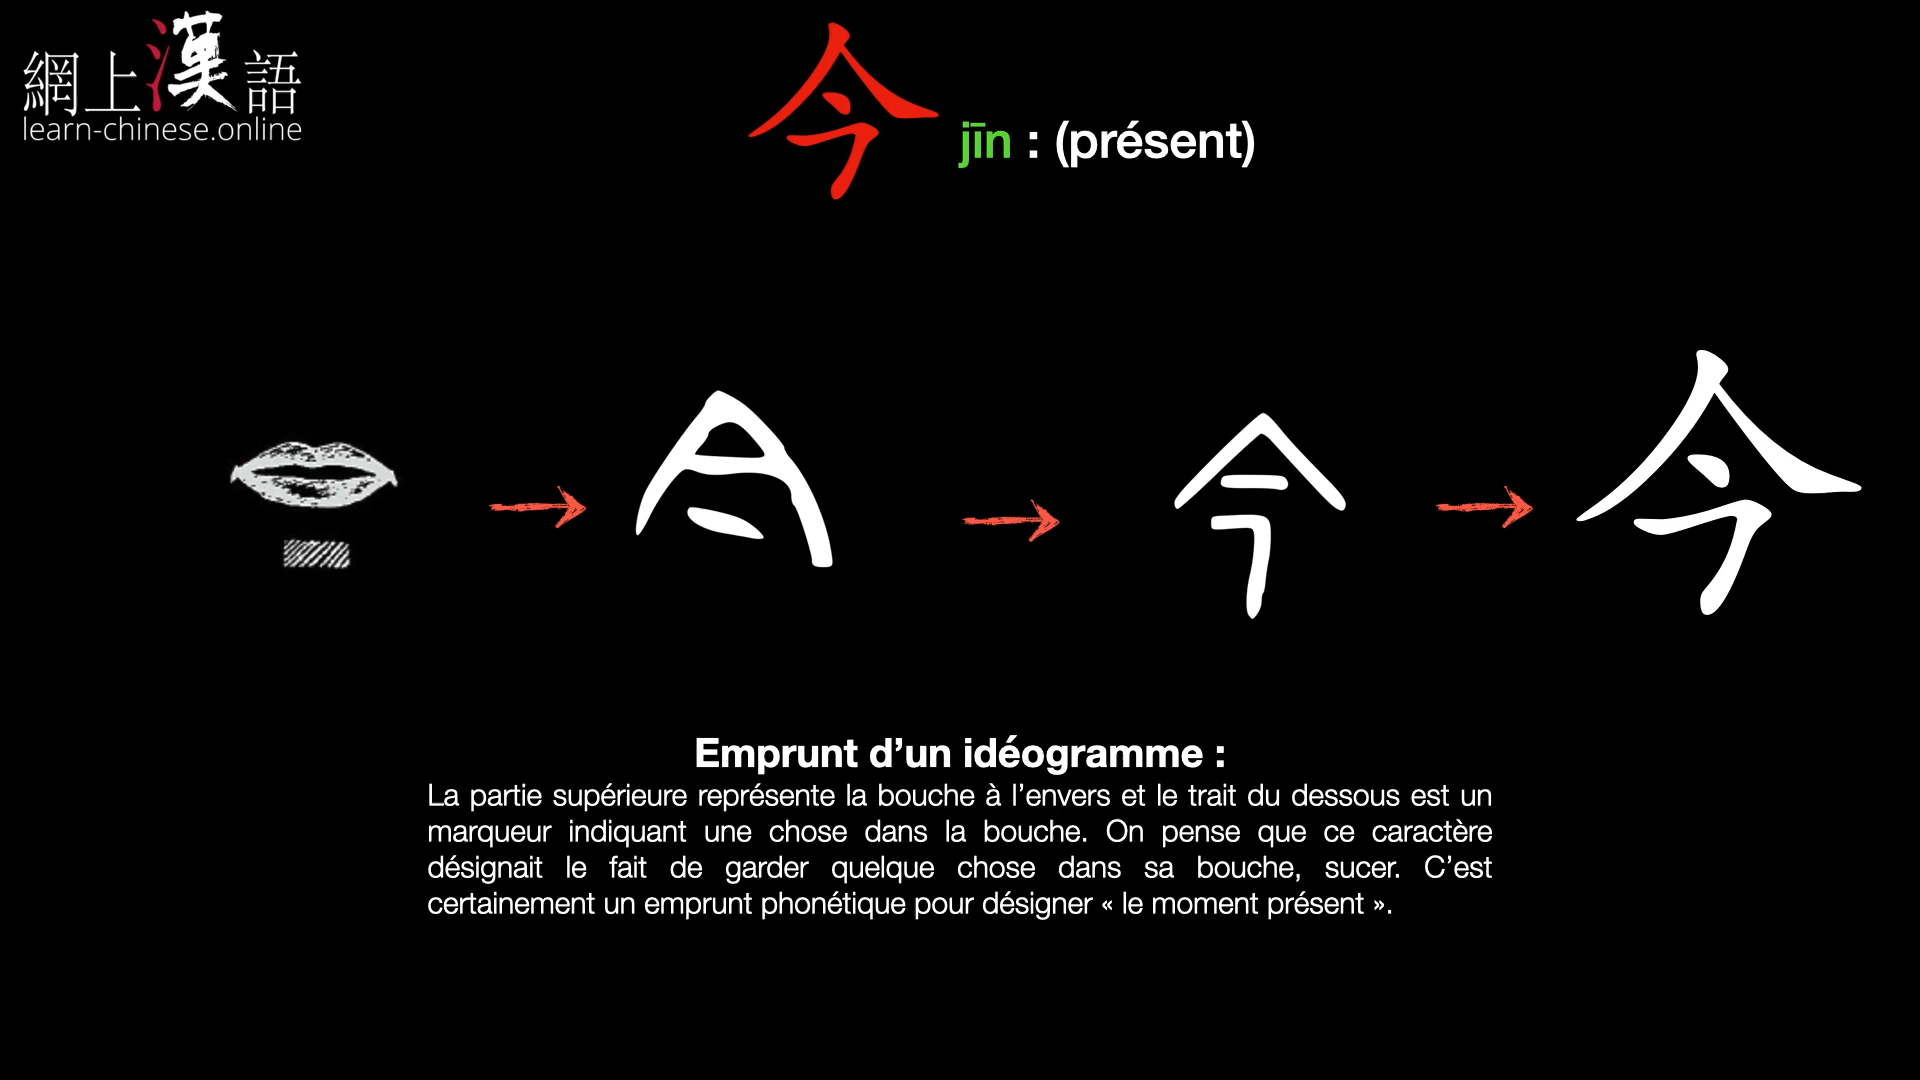 網上漢語
learn-chinese.online
今 jīn : (présent)
今
Emprunt d’un idéogramme :
La partie supérieure représente la bouche à l’envers et le trait du dessous est un
marqueur indiquant une chose dans la bouche. On pense que ce caractère
désignait le fait de garder quelque chose dans sa bouche, sucer. C’est
certainement un emprunt phonétique pour désigner « le moment présent ».